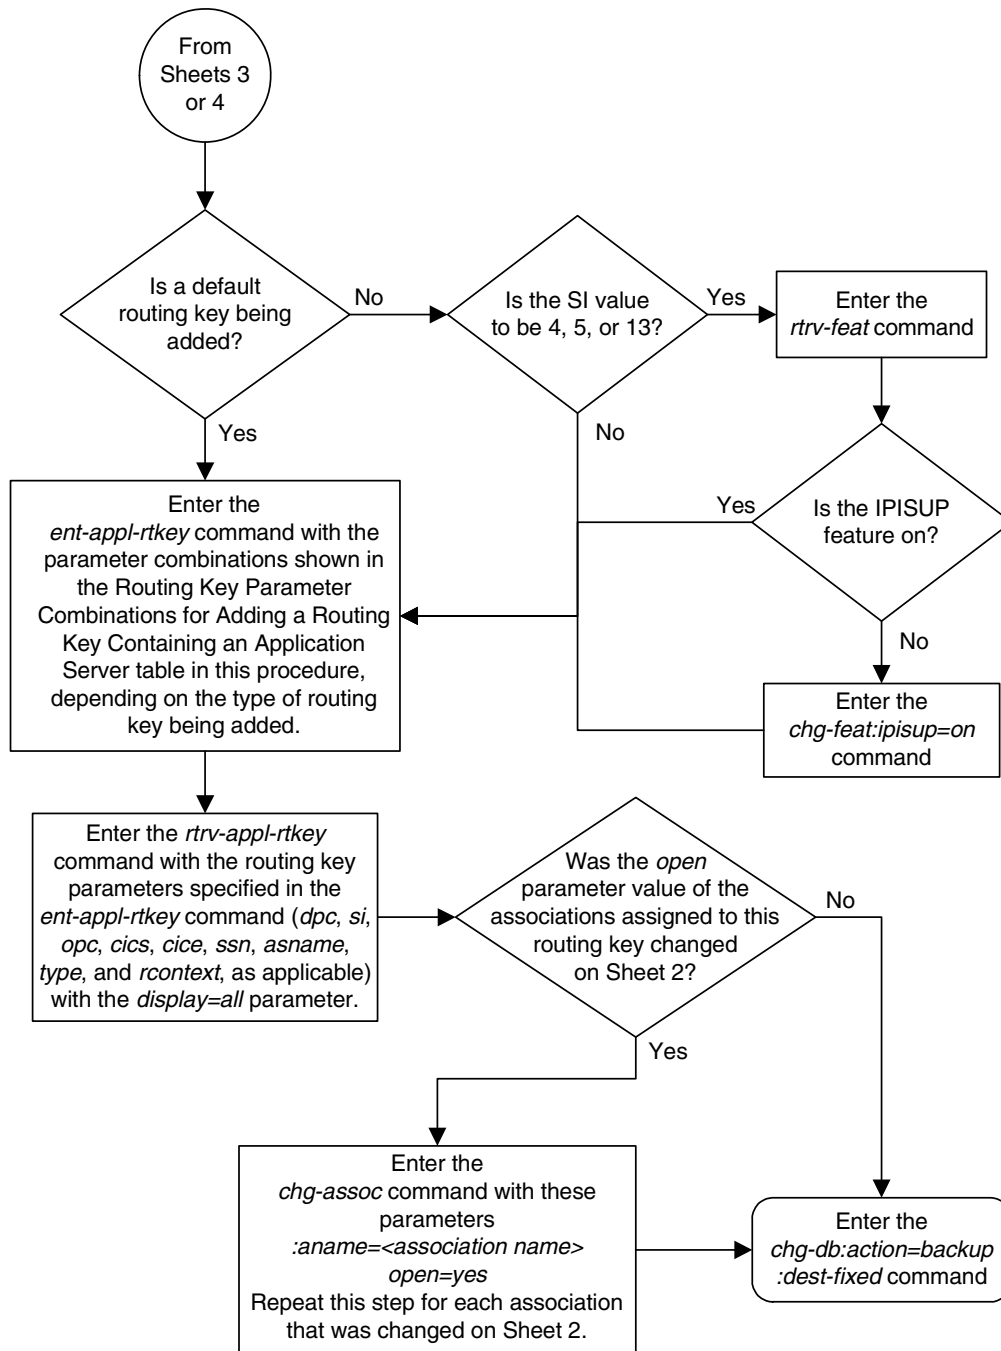 From
Sheets 3
or 4
Is a default
routing key being
added?
No
Yes
Is the SI value
to be 4, 5, or 13?
Yes
No
Enter the
rtrv-feat command
Is the IPISUP
feature on?
Yes
No
Enter the
chg-feat:ipisup=on
command
Enter the
ent-appl-rtkey command with the
parameter combinations shown in
the Routing Key Parameter
Combinations for Adding a Routing
Key Containing an Application
Server table in this procedure,
depending on the type of routing
key being added.
Enter the rtrv-appl-rtkey
command with the routing key
parameters specified in the
ent-appl-rtkey command (dpc, si,
opc, cics, cice, ssn, asname,
type, and rcontext, as applicable)
with the display=all parameter.
Was the open
parameter value of the
associations assigned to this
routing key changed
on Sheet 2?
No
Yes
Enter the
chg-assoc command with these
parameters
:aname=<association name>
open=yes
Repeat this step for each association
that was changed on Sheet 2.
Enter the
chg-db:action=backup
:dest-fixed command